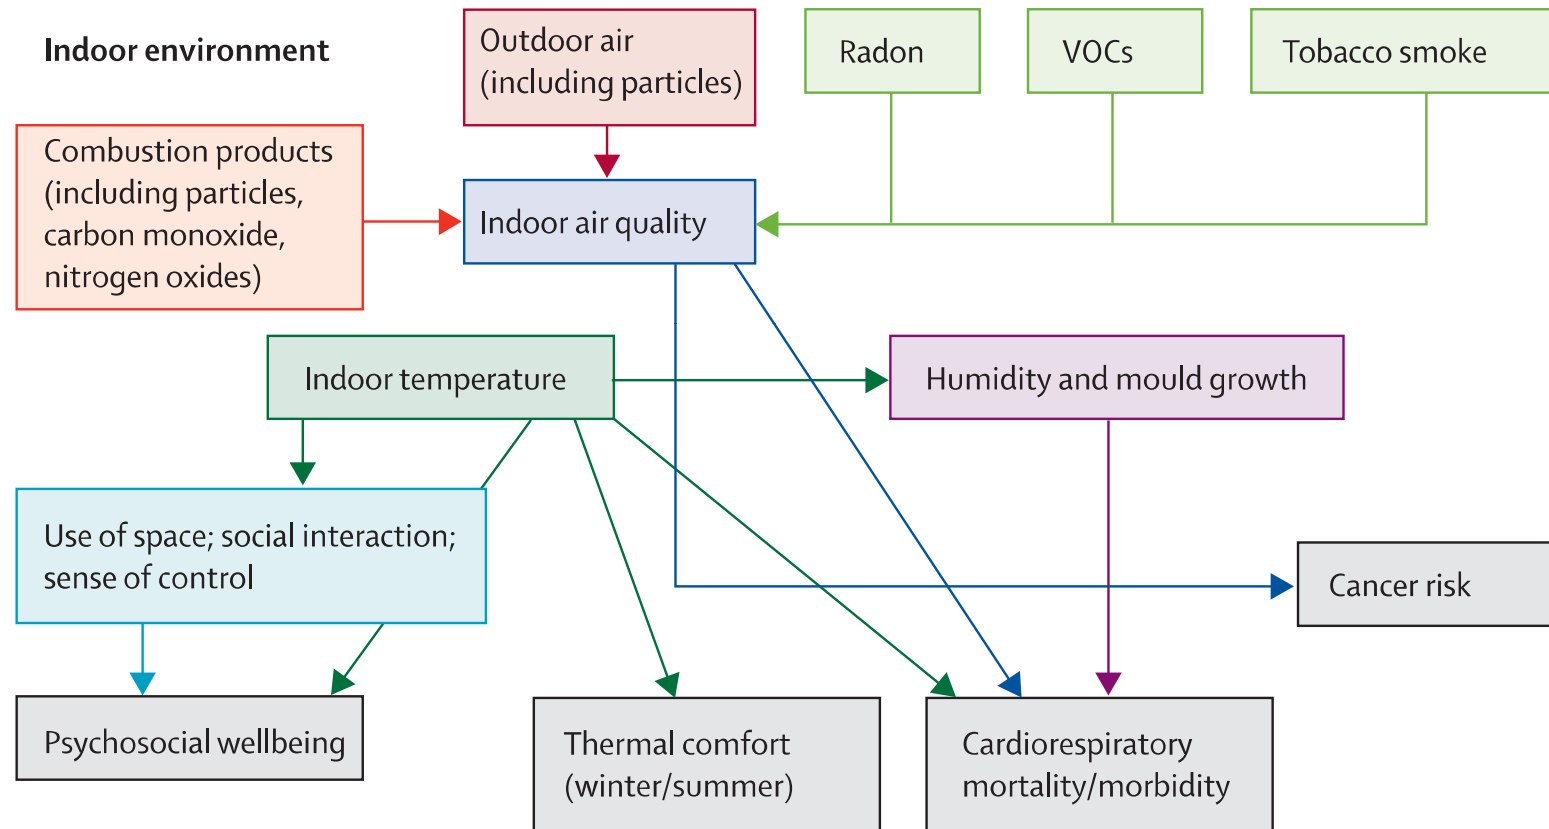 Indoor environment
Outdoor air
(including particles)
Radon
VOCs
Tobacco smoke
Combustion products
(including particles,
carbon monoxide,
nitrogen oxides)
Indoor air quality
Indoor temperature
Humidity and mould growth
Use of space; social interaction;
sense of control
Cancer risk
Psychosocial wellbeing
Thermal comfort
(winter/summer)
Cardiorespiratory
mortality/morbidity